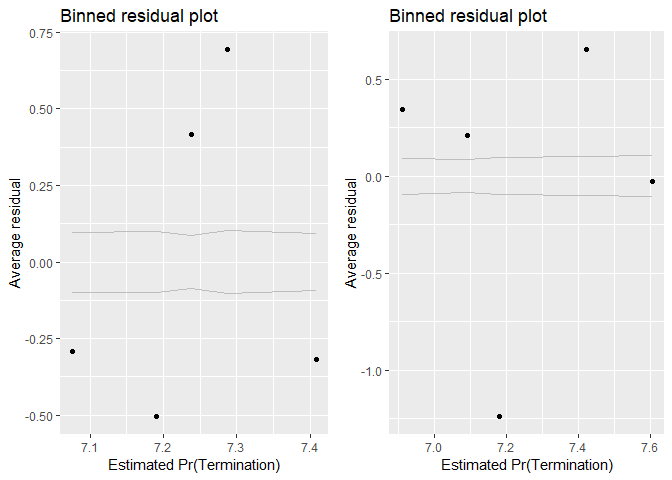 Binned residual plot
Average residual
0.75
0.50
0.25
0.00
-0.25
-0.50
7.1 7.2 7.3 7.4
Estimated Pr(Termination)
Binned residual plot
Average residual
0.5
0.0
-0.5
-1.0
7.0 7.2 7.4 7.6
Estimated Pr(Termination)